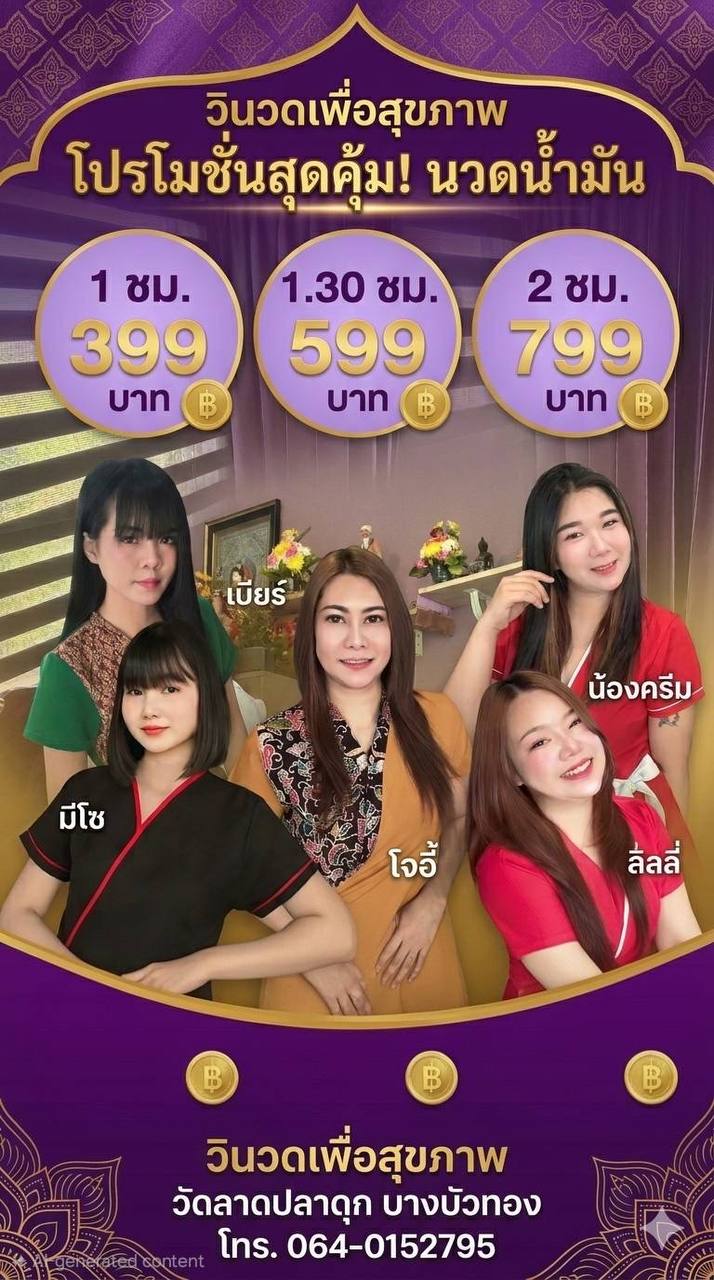 วินวดเพื่อสุขภาพ
โปรโมชั่นสุดคุ้ม! นวดน้ำมัน
1 ชม.
399
บาท
1.30 ชม.
599
บาท
2 ชม.
799
บาท
เบียร์
น้องครีม
มีโซ
โจอี้
ลิลลี่
วินวดเพื่อสุขภาพ
วัดลาดปลาดุก บางบัวทอง
โทร. 064-0152795
AI-generated content